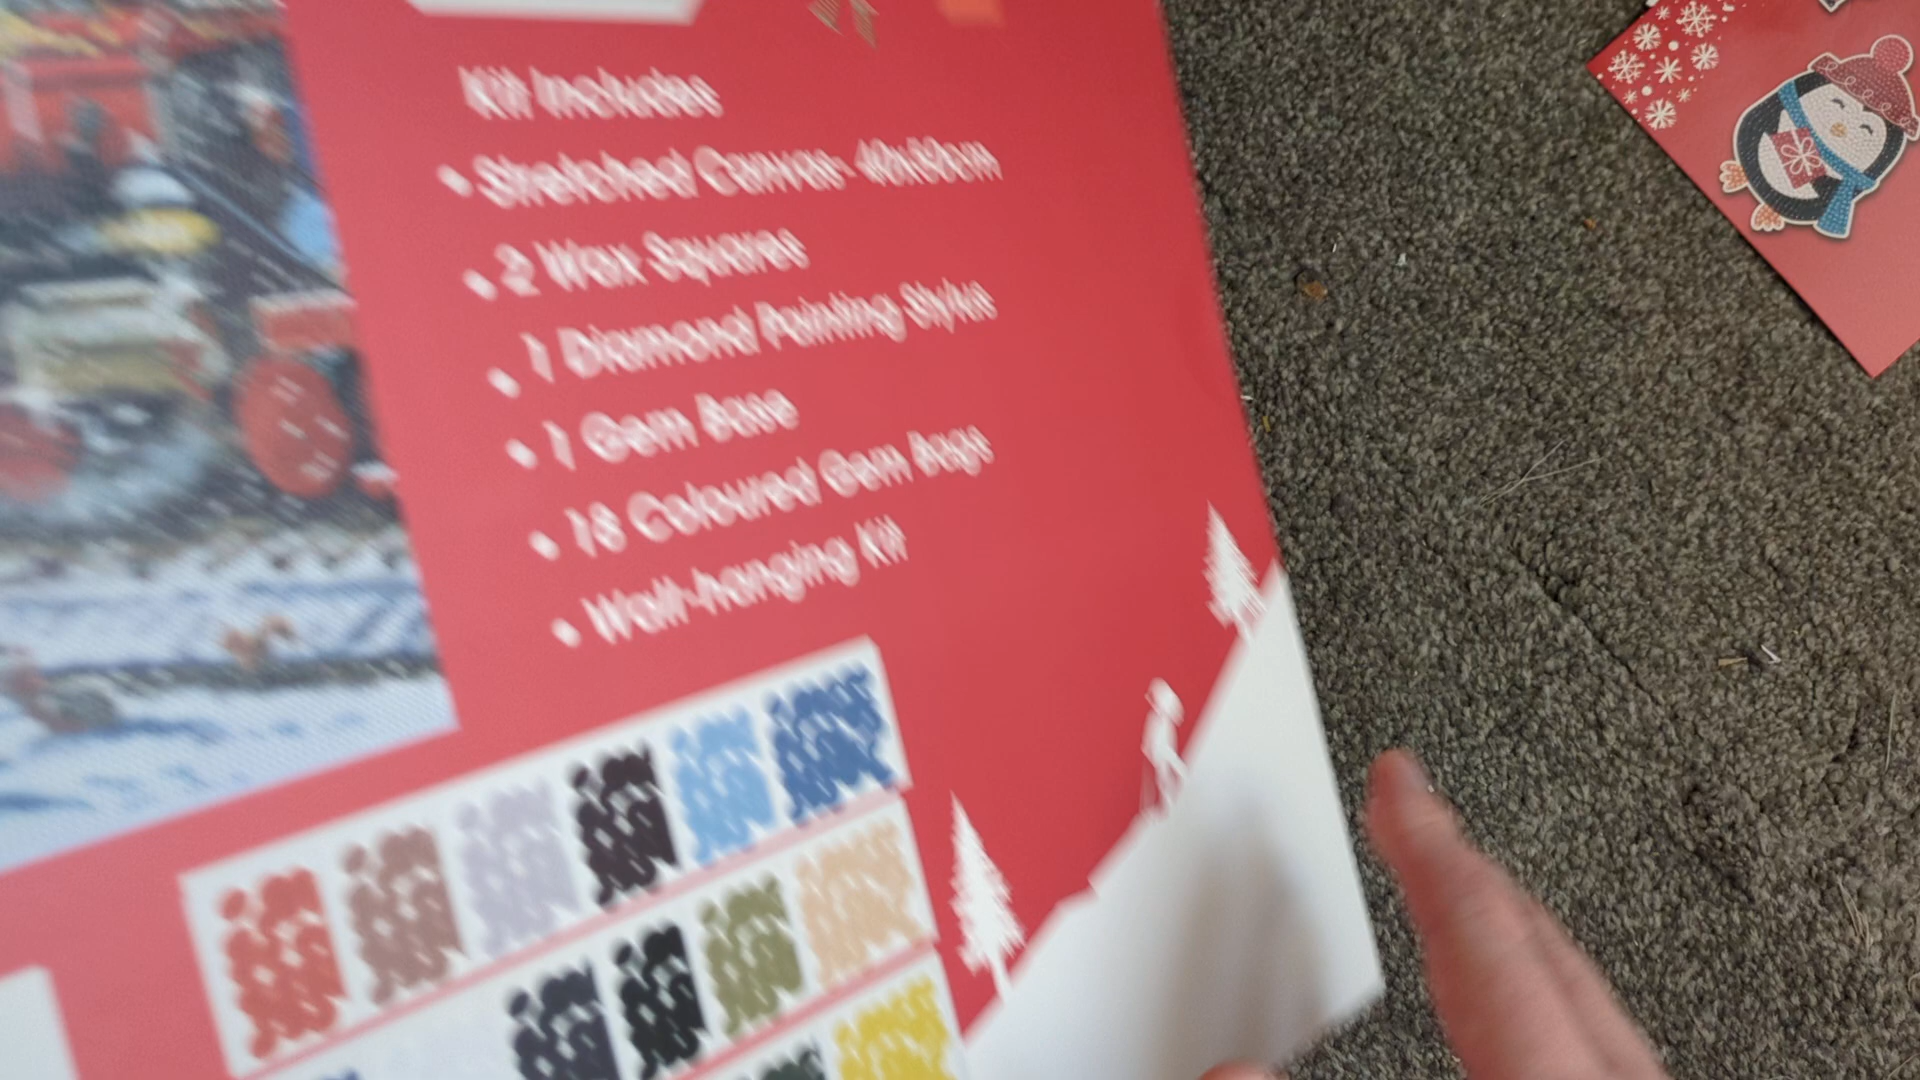 Kit Includes
• Stretched Canvas- 40x50cm
• 2 Wax Squares
• 1 Diamond Painting Stylus
• 1 Gem Base
• 18 Coloured Gem Bags
• Wall-hanging Kit